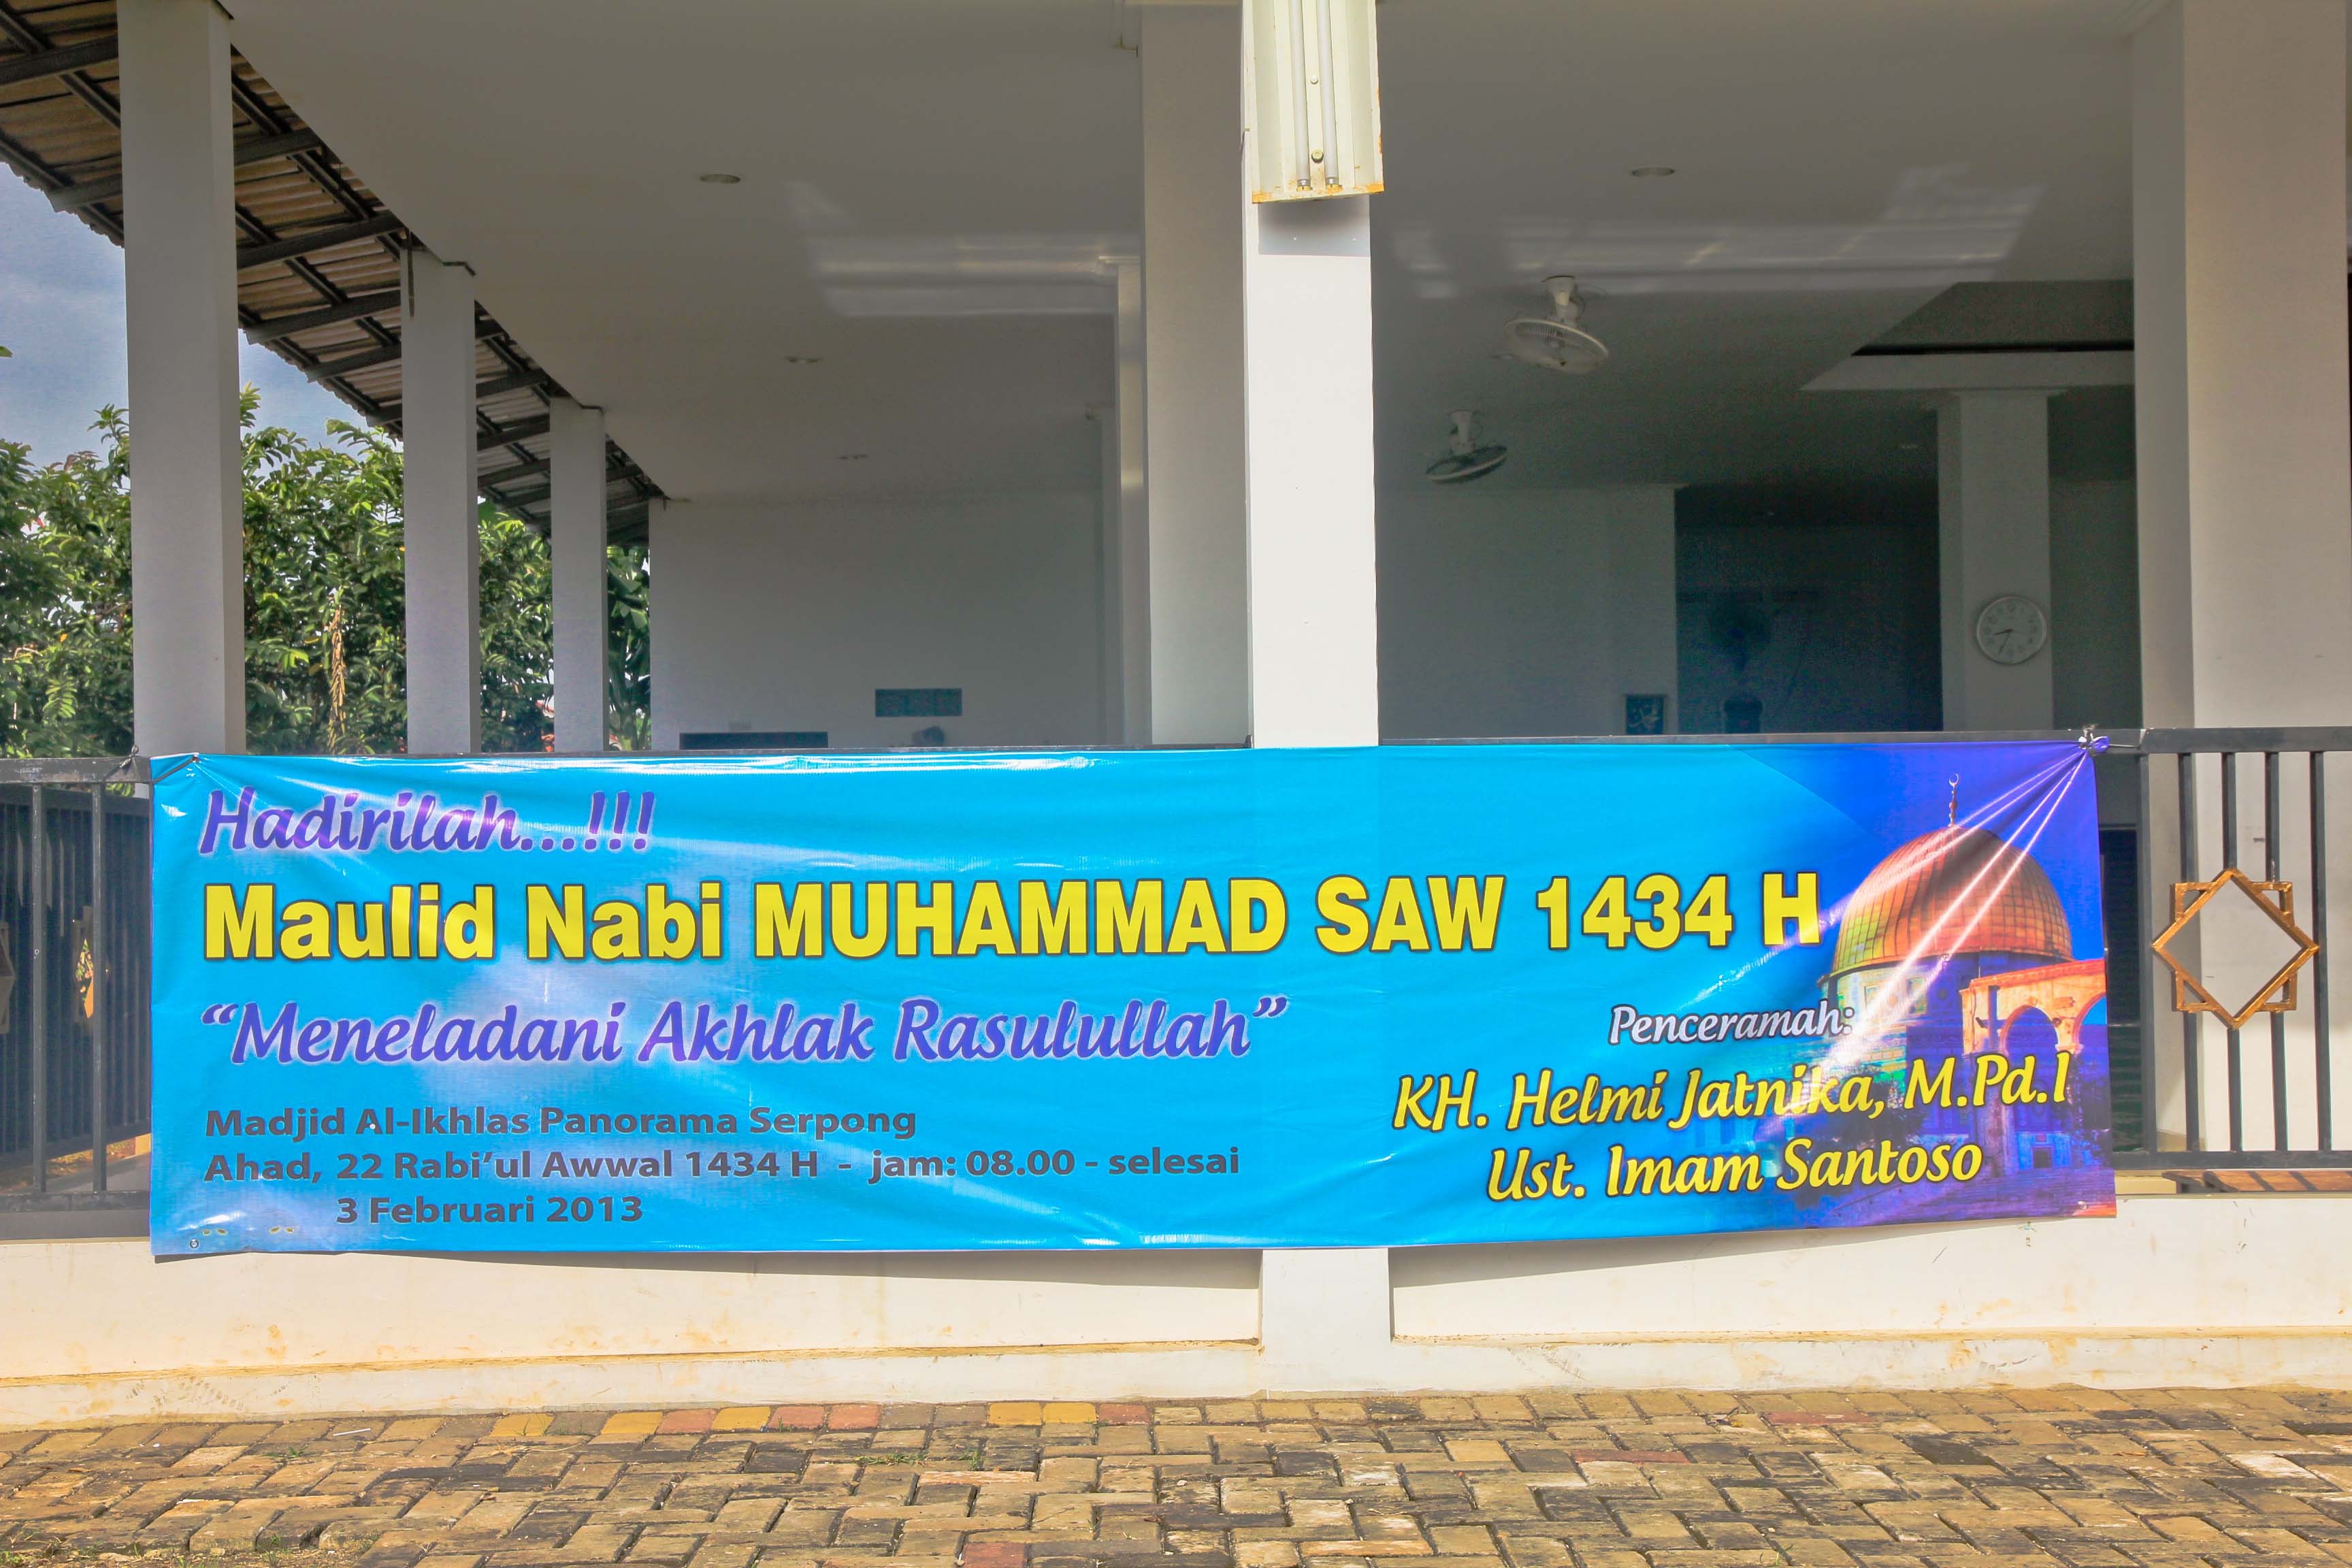 Hadirilah...!!!
Maulid Nabi MUHAMMAD SAW 1434 H
“Meneladani Akhlak Rasulullah”
Madjid Al-Ikhlas Panorama Serpong
Ahad, 22 Rabi’ul Awwal 1434 H - jam: 08.00 - selesai
3 Februari 2013
Penceramah:
KH. Helmi Jatnika, M.Pd.I
Ust. Imam Santoso